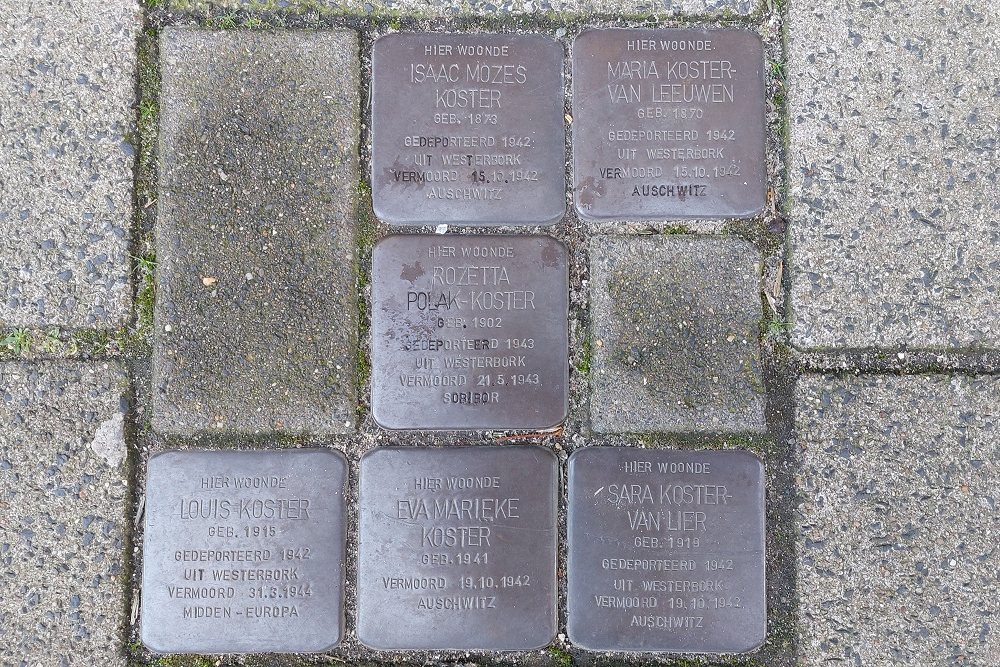 HIER WOONDE
ISAAC MOZES
KOSTER
GEB. 1873
GEDEPORTEERD 1942
UIT WESTERBORK
VERMOORD 15.10.1942
AUSCHWITZ
HIER WOONDE
MARIA KOSTER-
VAN LEEUWEN
GEB. 1870
GEDEPORTEERD 1942
UIT WESTERBORK
VERMOORD 15.10.1942
AUSCHWITZ
HIER WOONDE
ROZETTA
POLAK-KOSTER
GEB. 1902
GEDEPORTEERD 1943
UIT WESTERBORK
VERMOORD 21.5.1943
SOBIBOR
HIER WOONDE
LOUIS KOSTER
GEB. 1915
GEDEPORTEERD 1942
UIT WESTERBORK
VERMOORD 31.3.1944
MIDDEN-EUROPA
HIER WOONDE
EVA MARIEKE
KOSTER
GEB. 1941
VERMOORD 19.10.1942
AUSCHWITZ
HIER WOONDE
SARA KOSTER-
VAN LIER
GEB. 1919
GEDEPORTEERD 1942
UIT WESTERBORK
VERMOORD 19.10.1942
AUSCHWITZ